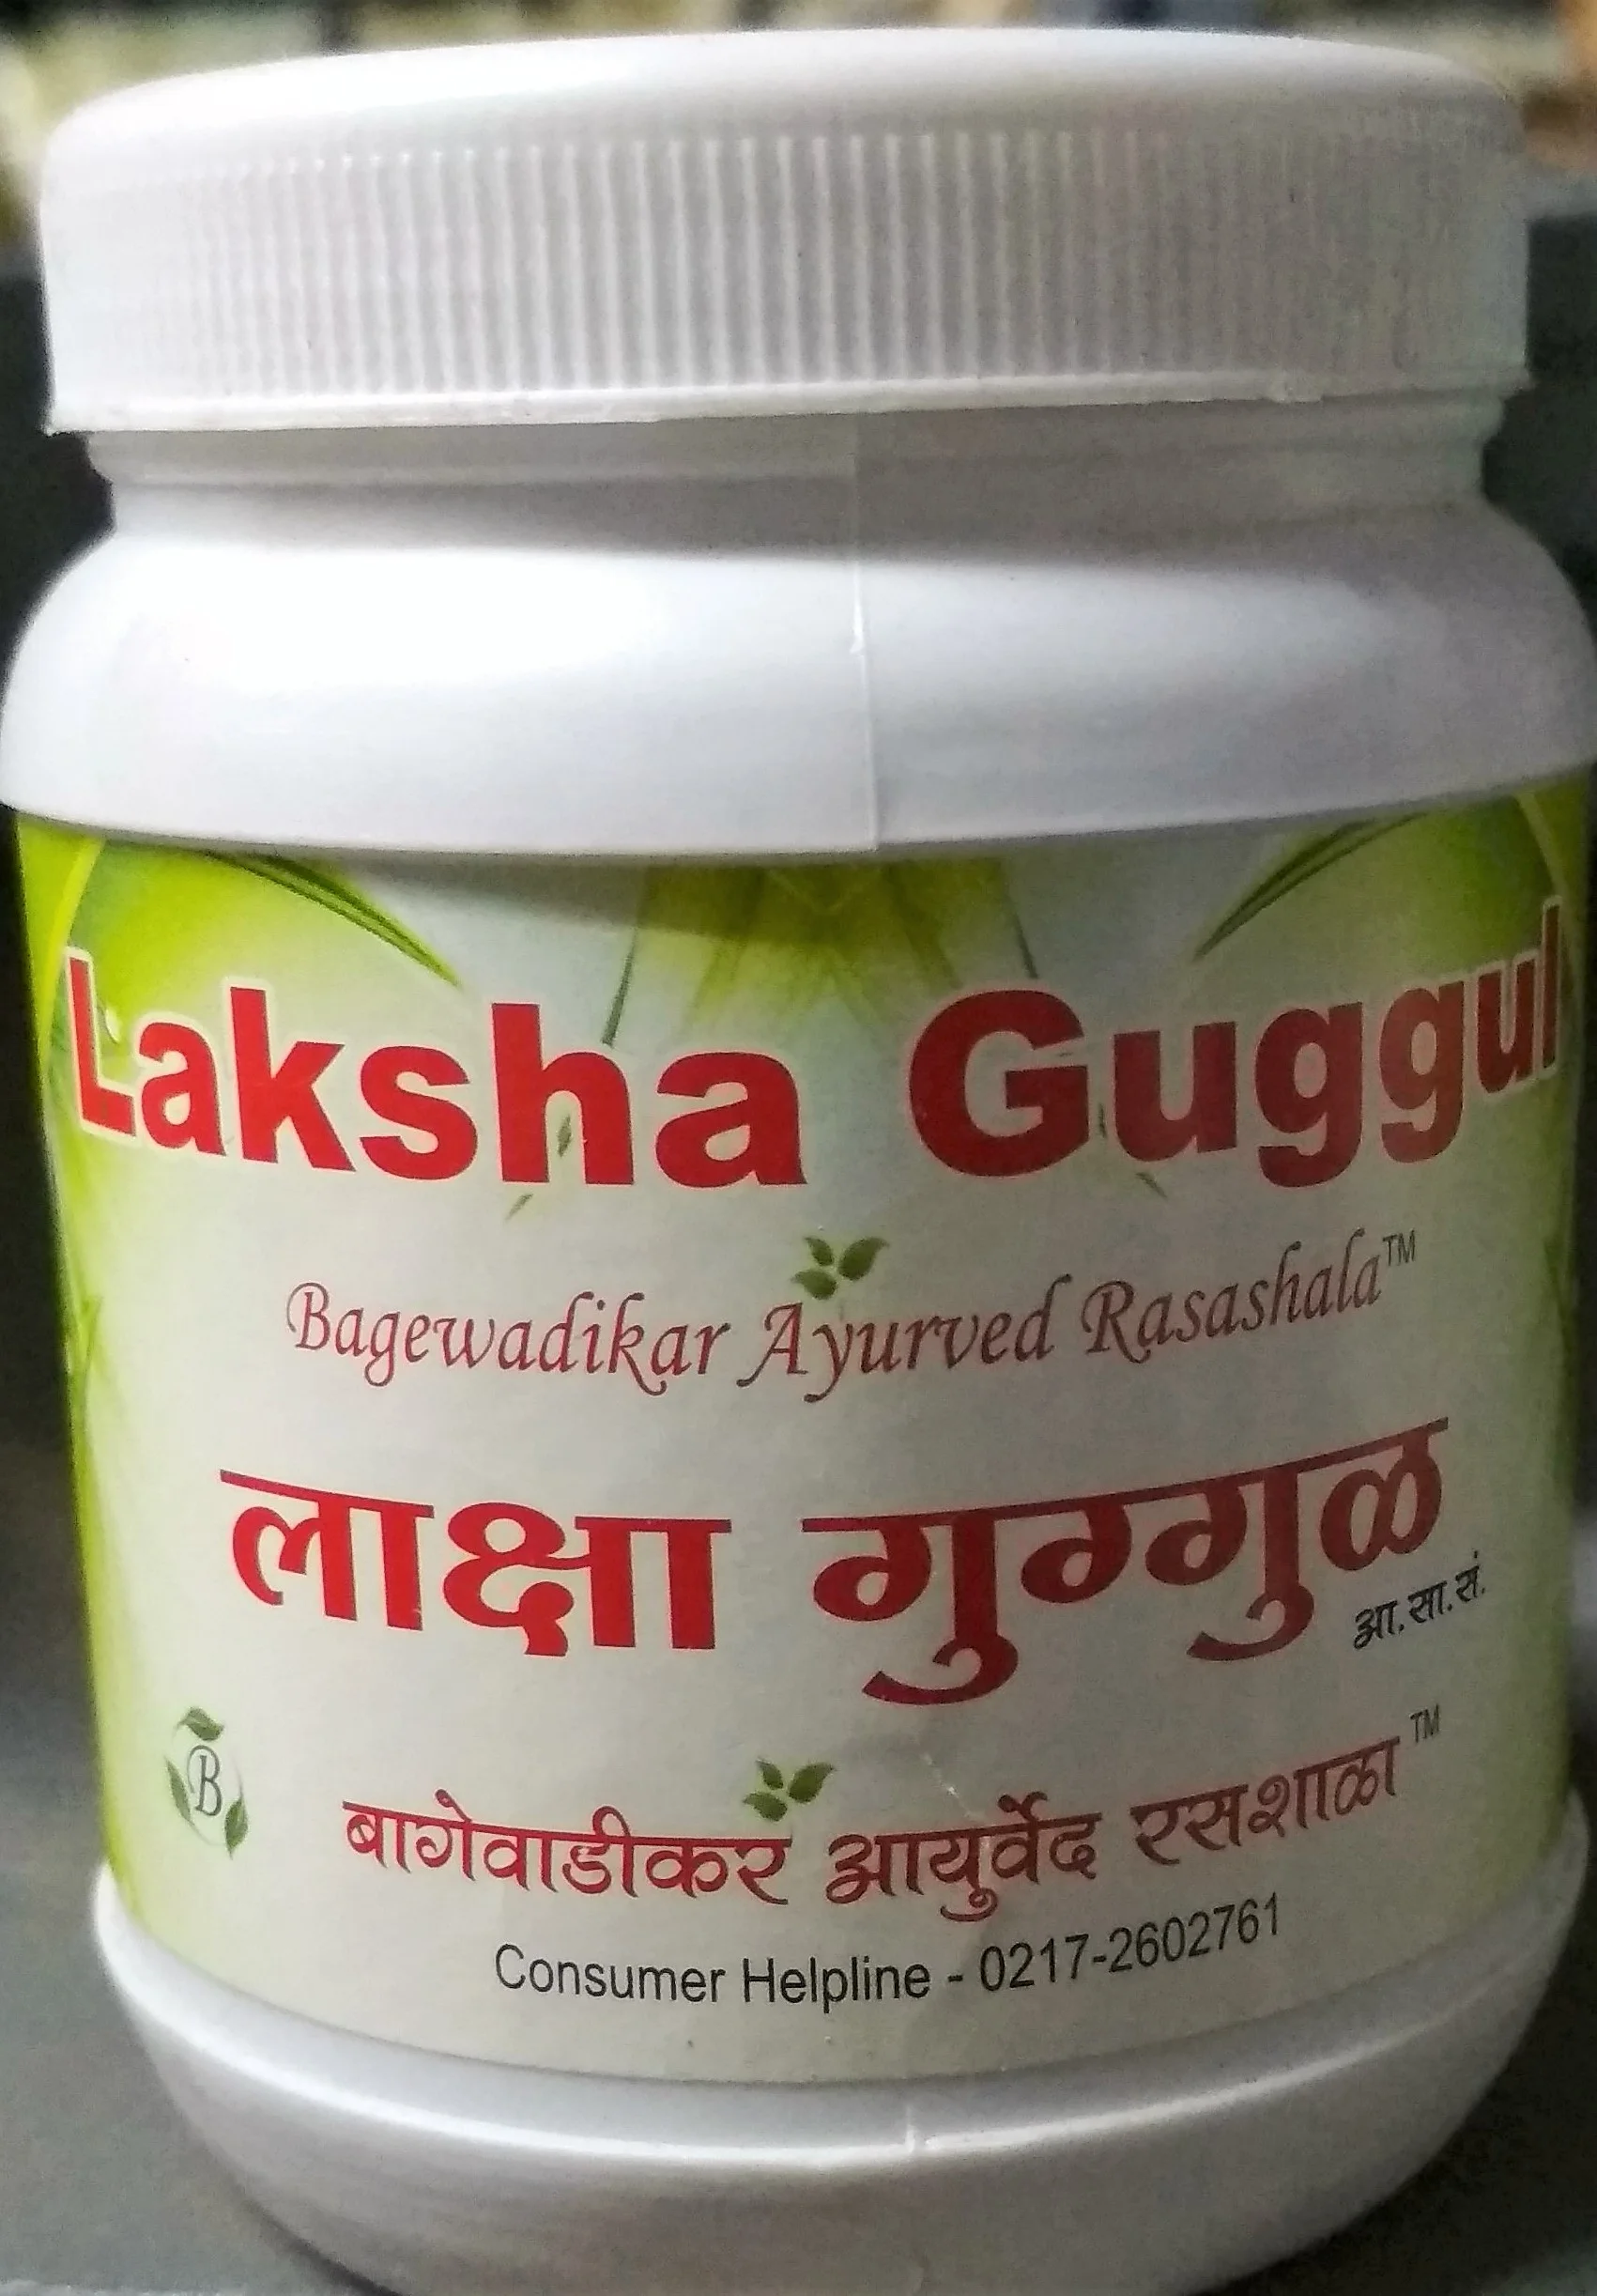 Laksha Guggul
Bagewadikar Ayurved Rasashala™
लाक्षा गुग्गुळ
आ.सा.सं.
B
बागेवाडीकर आयुर्वेद रसशाळा™
Consumer Helpline - 0217-2602761